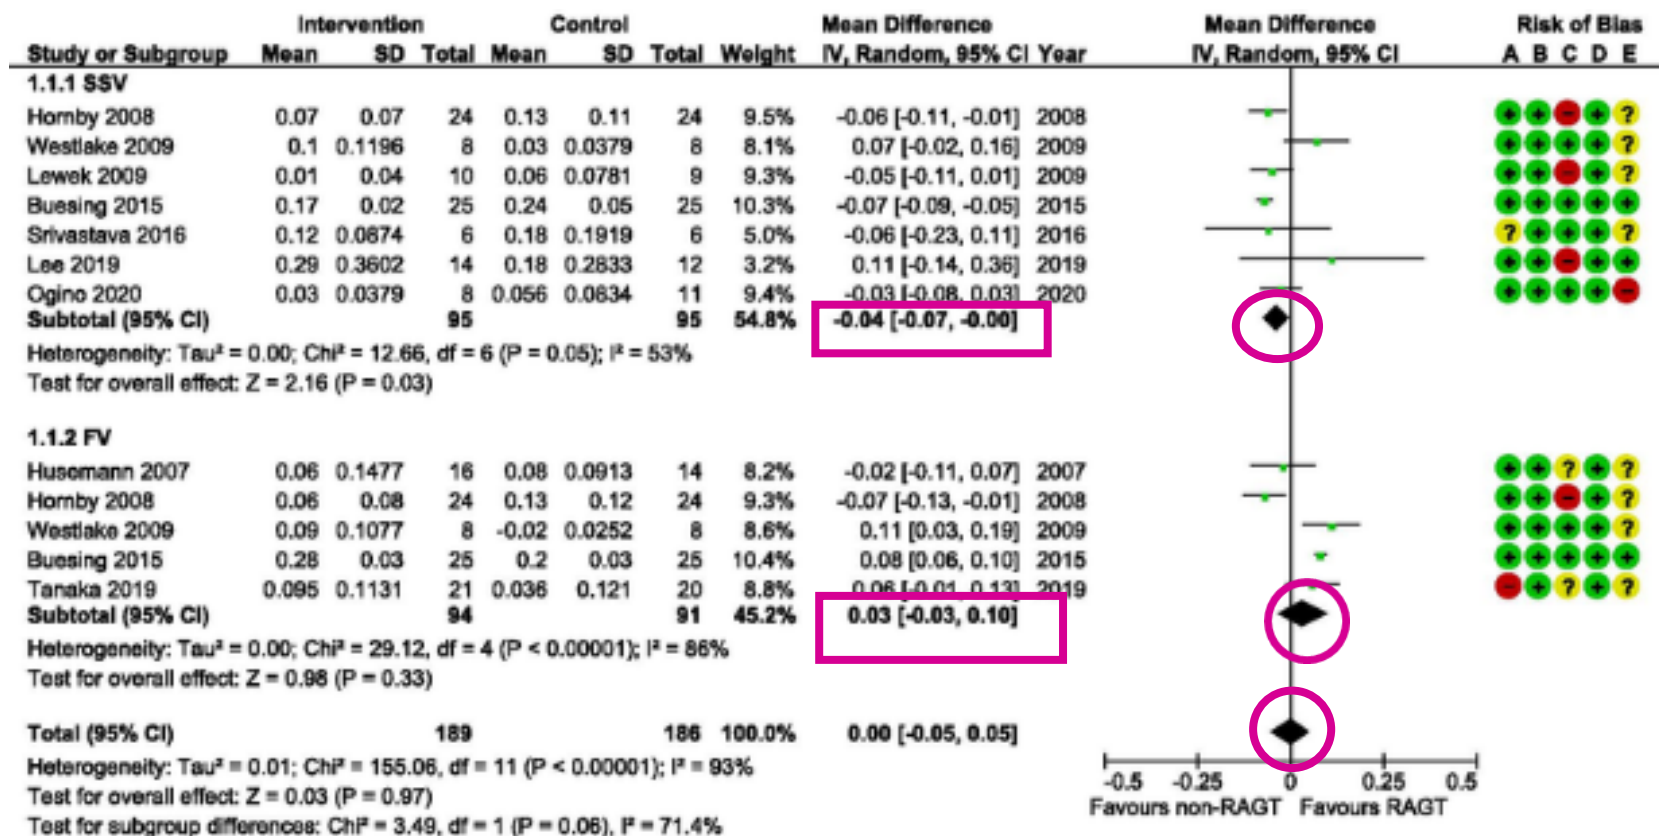 Intervention Control Mean Difference Mean Difference Risk of Bias
Study or Subgroup Mean SD Total Mean SD Total Weight IV, Random, 95% CI Year IV, Random, 95% CI A B C D E
1.1.1 SSV
Hornby 2008 0.07 0.07 24 0.13 0.11 24 9.5% -0.06 [-0.11, -0.01] 2008 + + - + ?
Westlake 2009 0.1 0.1196 8 0.03 0.0379 8 8.1% 0.07 [-0.02, 0.16] 2009 + + + + ?
Lewek 2009 0.01 0.04 10 0.06 0.0781 9 9.3% -0.05 [-0.11, 0.01] 2009 + + - + ?
Buesing 2015 0.17 0.02 25 0.24 0.05 25 10.3% -0.07 [-0.09, -0.05] 2015 + + + + +
Srivastava 2016 0.12 0.0874 6 0.18 0.1919 6 5.0% -0.06 [-0.23, 0.11] 2016 ? + + + ?
Lee 2019 0.29 0.3602 14 0.18 0.2833 12 3.2% 0.11 [-0.14, 0.36] 2019 + + - + +
Ogino 2020 0.03 0.0379 8 0.056 0.0834 11 9.4% -0.03 [-0.08, 0.03] 2020 + + + + -
Subtotal (95% CI) 95 95 54.8% -0.04 [-0.07, -0.00]
Heterogeneity: Tau² = 0.00; Chi² = 12.66, df = 6 (P = 0.05); I² = 53%
Test for overall effect: Z = 2.16 (P = 0.03)
1.1.2 FV
Husemann 2007 0.06 0.1477 16 0.08 0.0913 14 8.2% -0.02 [-0.11, 0.07] 2007 + + ? + ?
Hornby 2008 0.06 0.08 24 0.13 0.12 24 9.3% -0.07 [-0.13, -0.01] 2008 + + - + ?
Westlake 2009 0.09 0.1077 8 -0.02 0.0252 8 8.6% 0.11 [0.03, 0.19] 2009 + + + + ?
Buesing 2015 0.28 0.03 25 0.2 0.03 25 10.4% 0.08 [0.06, 0.10] 2015 + + + + +
Tanaka 2019 0.095 0.1131 21 0.036 0.121 20 8.8% 0.06 [-0.01, 0.13] 2019 - + ? + ?
Subtotal (95% CI) 94 91 45.2% 0.03 [-0.03, 0.10]
Heterogeneity: Tau² = 0.00; Chi² = 29.12, df = 4 (P < 0.00001); I² = 86%
Test for overall effect: Z = 0.98 (P = 0.33)
Total (95% CI) 189 186 100.0% 0.00 [-0.05, 0.05]
Heterogeneity: Tau² = 0.01; Chi² = 155.06, df = 11 (P < 0.00001); I² = 93%
Test for overall effect: Z = 0.03 (P = 0.97)
Test for subgroup differences: Chi² = 3.49, df = 1 (P = 0.06), I² = 71.4%
-0.5 -0.25 0 0.25 0.5
Favours non-RAGT Favours RAGT